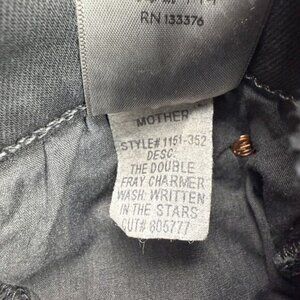 RN 133376
MOTHER
STYLE# 1151-352
DESC:
THE DOUBLE
FRAY CHARMER
WASH: WRITTEN
IN THE STARS
CUT# 805777